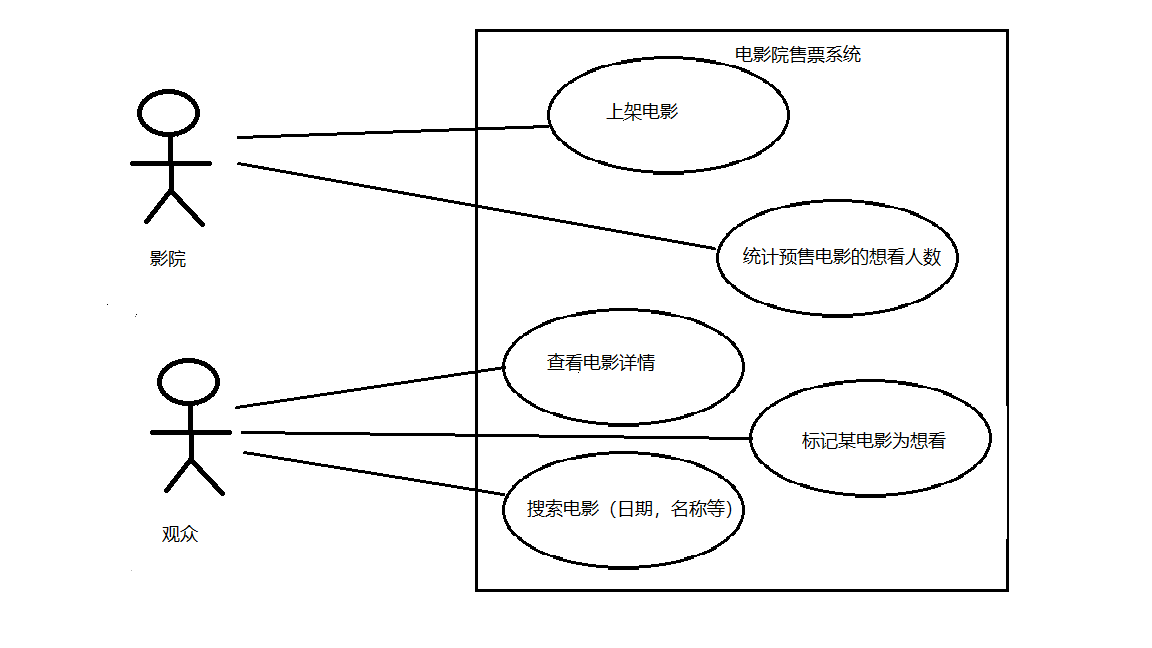 电影院售票系统
上架电影
影院
统计预售电影的想看人数
查看电影详情
标记某电影为想看
搜索电影（日期，名称等）
观众